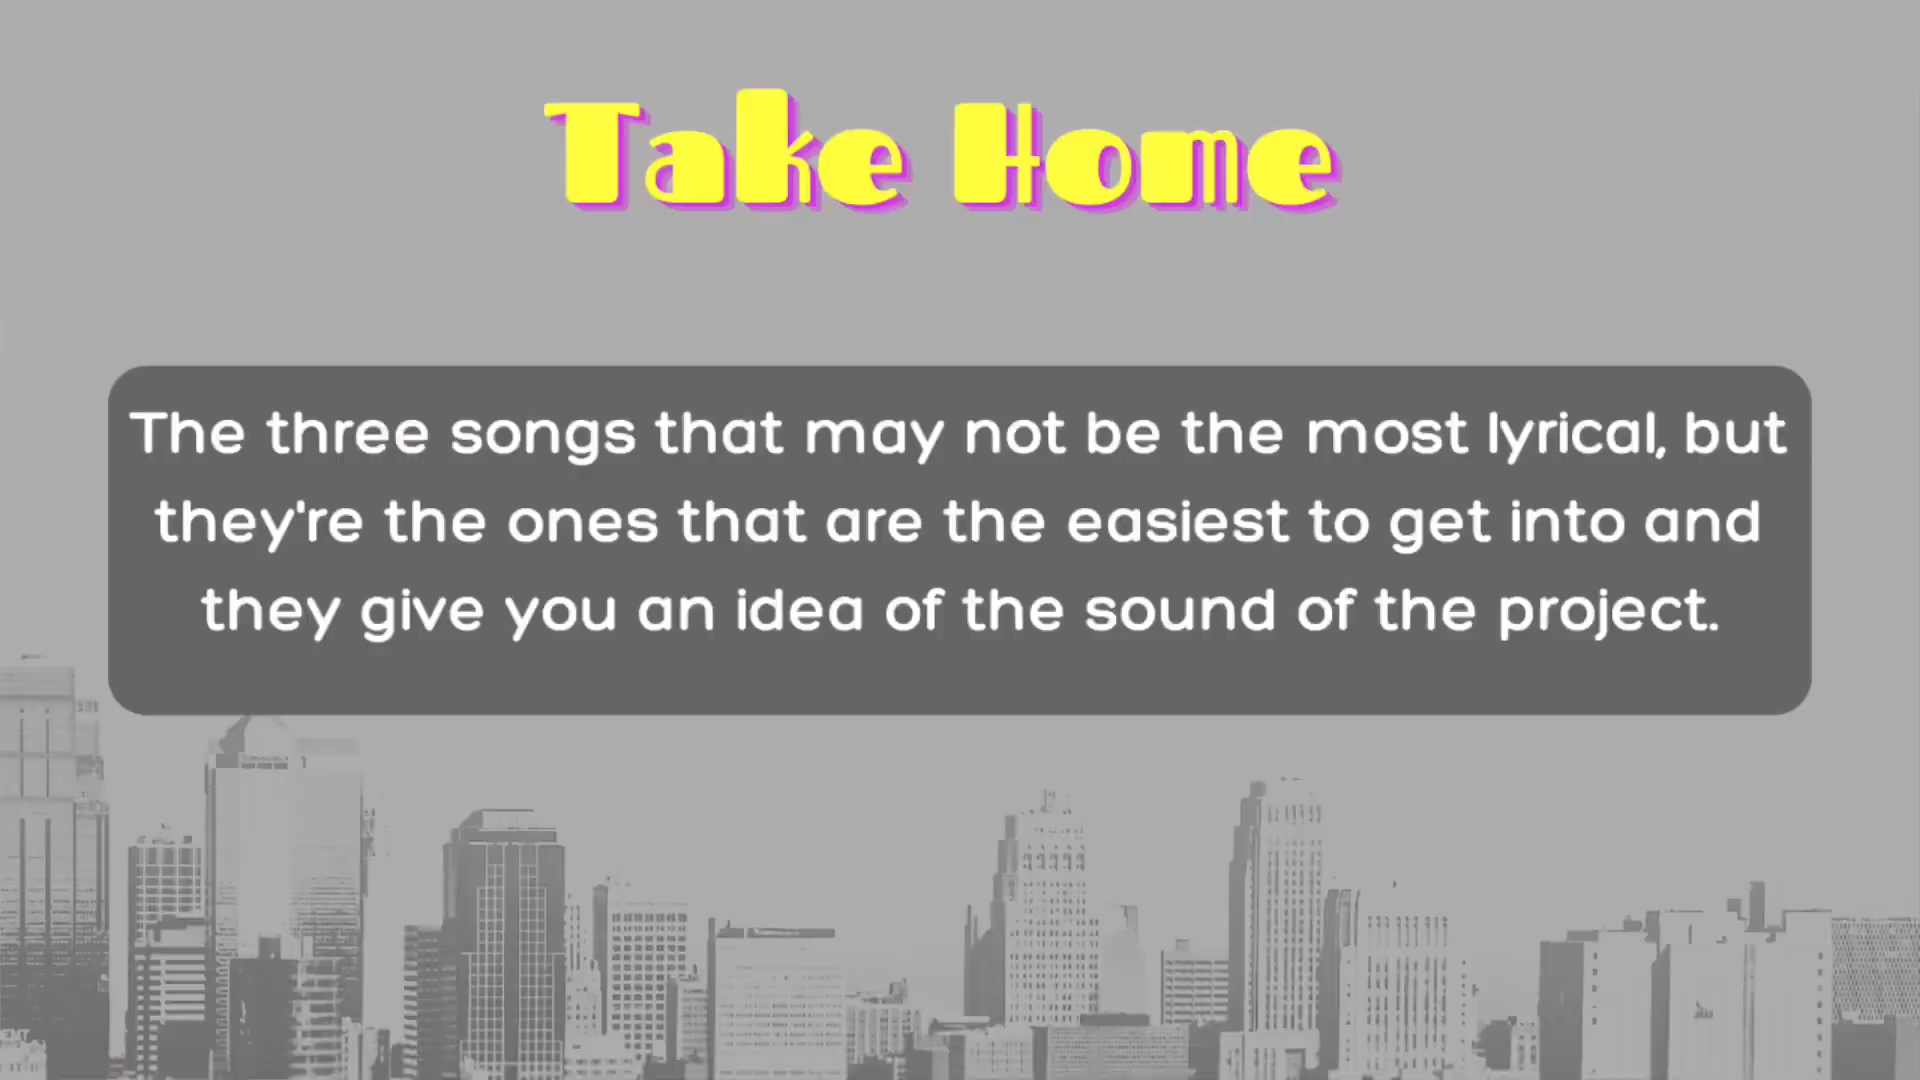 Take Home
The three songs that may not be the most lyrical, but
they're the ones that are the easiest to get into and
they give you an idea of the sound of the project.